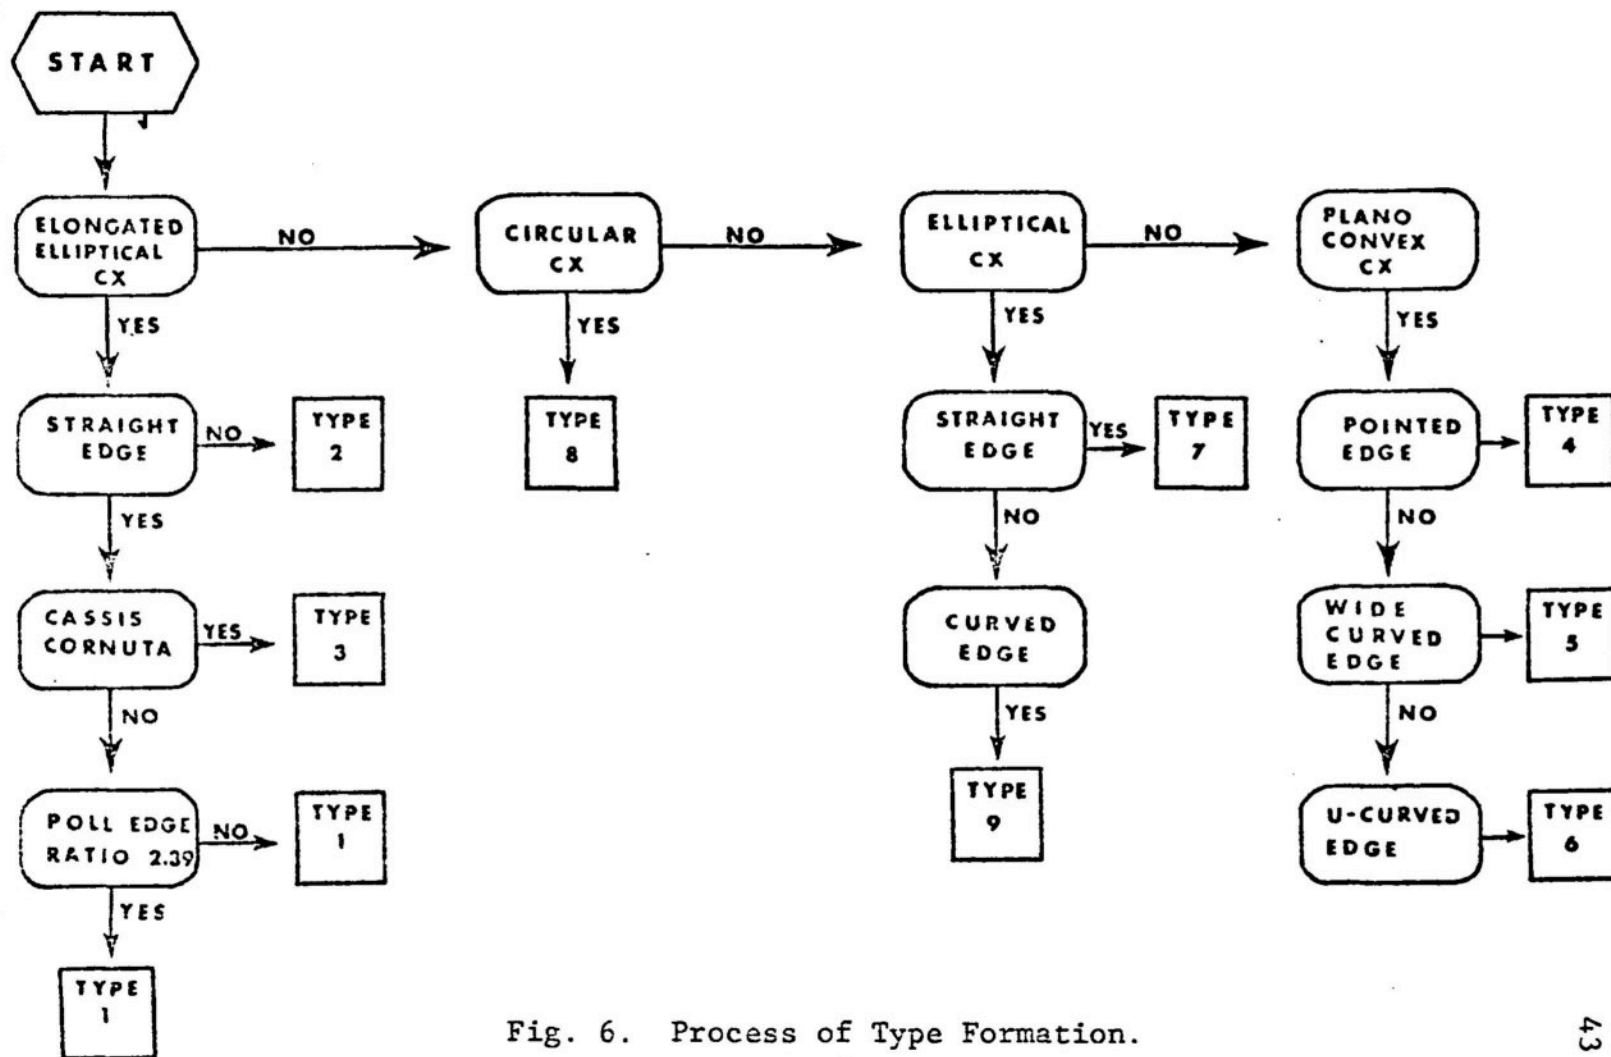 START
ELONGATED
ELLIPTICAL
CX
NO
CIRCULAR
CX
NO
ELLIPTICAL
CX
NO
PLANO
CONVEX
CX
YES
YES
YES
YES
STRAIGHT
EDGE
NO
TYPE
2
TYPE
8
STRAIGHT
EDGE
YES
TYPE
7
POINTED
EDGE
TYPE
4
YES
NO
NO
CASSIS
CORNUTA
YES
TYPE
3
CURVED
EDGE
WIDE
CURVED
EDGE
TYPE
5
NO
YES
NO
POLL EDGE
RATIO 2.39
NO
TYPE
1
TYPE
9
U-CURVED
EDGE
TYPE
6
YES
TYPE
1
Fig. 6. Process of Type Formation.
43